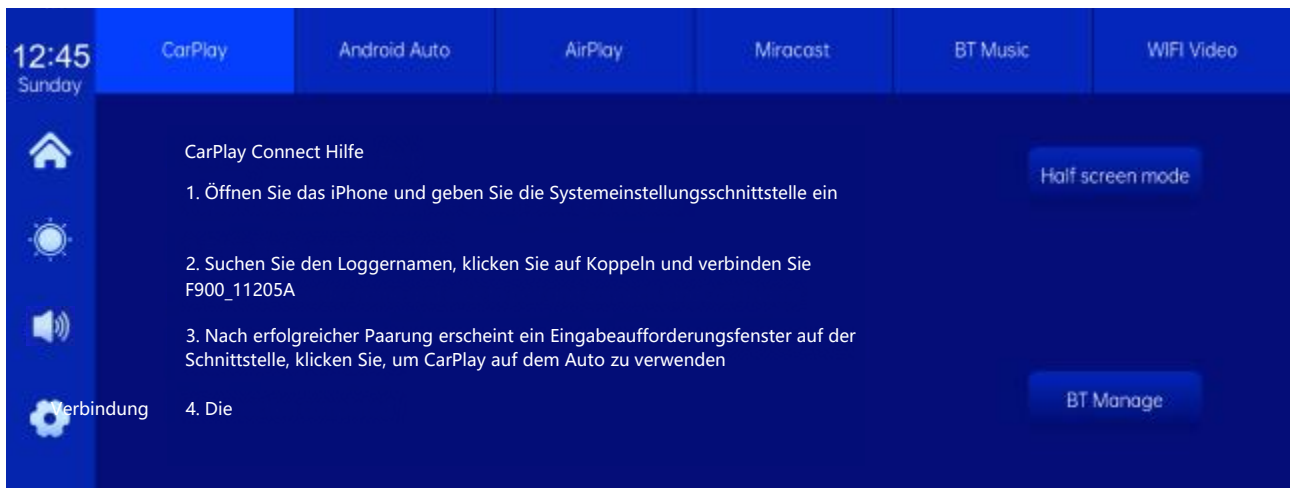 12:45
Sunday
CarPlay
Android Auto
AirPlay
Miracast
BT Music
WIFI Video
CarPlay Connect Hilfe
1. Öffnen Sie das iPhone und geben Sie die Systemeinstellungsschnittstelle ein
2. Suchen Sie den Loggernamen, klicken Sie auf Koppeln und verbinden Sie
F900_11205A
3. Nach erfolgreicher Paarung erscheint ein Eingabeaufforderungsfenster auf der
Schnittstelle, klicken Sie, um CarPlay auf dem Auto zu verwenden
Verbindung 4. Die
Half screen mode
BT Manage